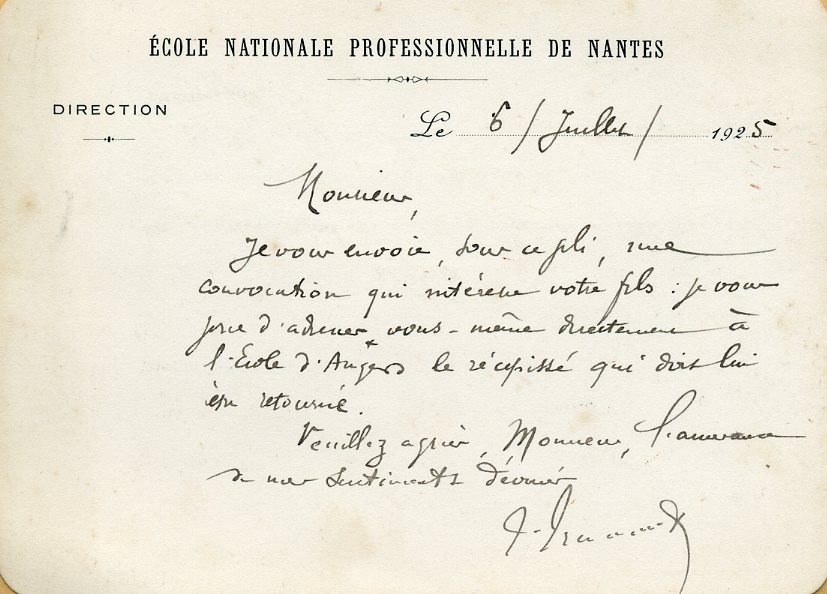 ÉCOLE NATIONALE PROFESSIONNELLE DE NANTES
DIRECTION
Le 6 / Juillet / 1925
Monsieur,
Je vous envoie, sous ce pli, une
convocation qui intéresse votre fils : je vous
prie d'adresser vous-même directement à
l'Ecole d'Angers le récépissé qui doit lui
être retourné.
Veuillez agréer, Monsieur, l'assurance
de mes sentiments dévoués